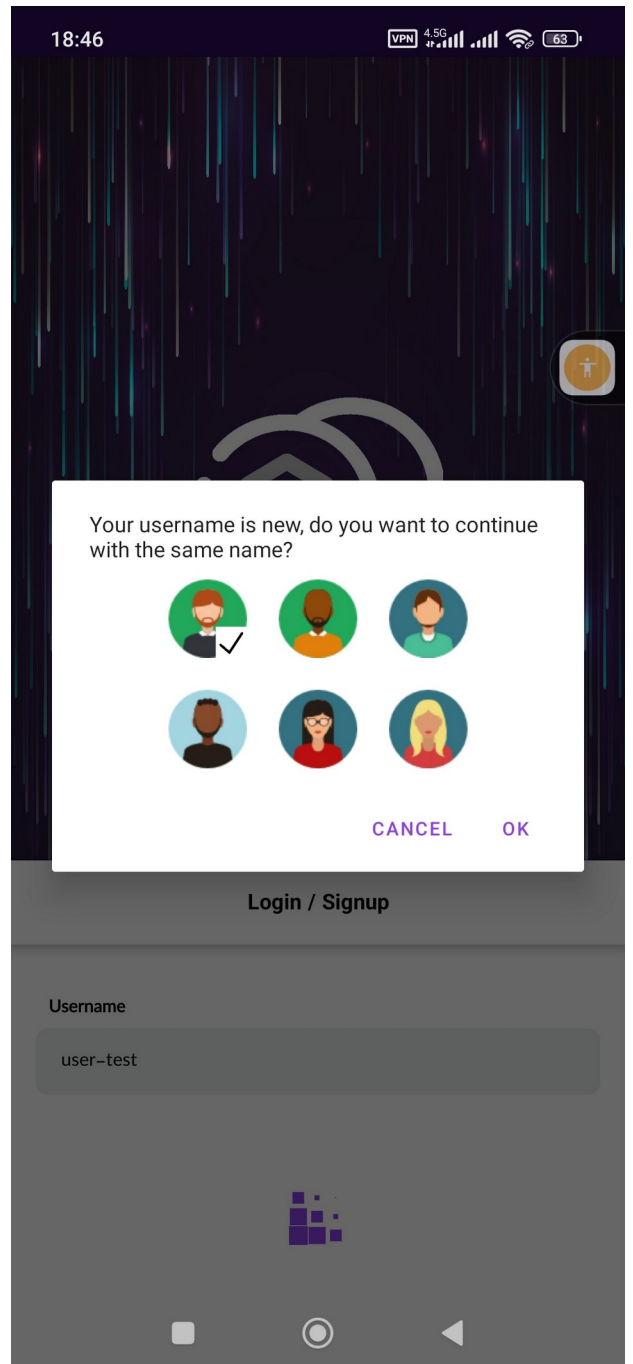 18:46
VPN 4.5G 63
Your username is new, do you want to continue
with the same name?
CANCEL OK
Login / Signup
Username
user-test